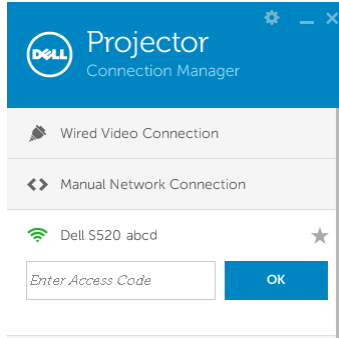 DELL
Projector
Connection Manager
Wired Video Connection
Manual Network Connection
Dell S520 abcd
Enter Access Code OK